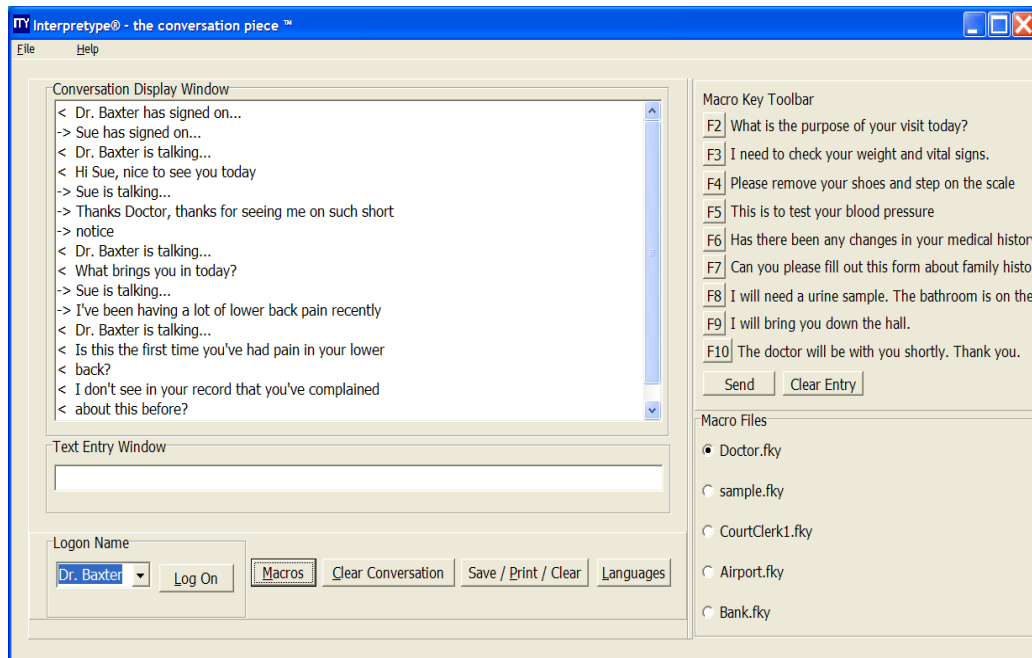 ITY Interpretype® - the conversation piece ™
File Help
Conversation Display Window
< Dr. Baxter has signed on...
-> Sue has signed on...
< Dr. Baxter is talking...
< Hi Sue, nice to see you today
-> Sue is talking...
-> Thanks Doctor, thanks for seeing me on such short
-> notice
< Dr. Baxter is talking...
< What brings you in today?
-> Sue is talking...
-> I've been having a lot of lower back pain recently
< Dr. Baxter is talking...
< Is this the first time you've had pain in your lower
< back?
< I don't see in your record that you've complained
< about this before?
Text Entry Window
Logon Name
Dr. Baxter
Log On
Macros
Clear Conversation
Save / Print / Clear
Languages
Macro Key Toolbar
F2 What is the purpose of your visit today?
F3 I need to check your weight and vital signs.
F4 Please remove your shoes and step on the scale
F5 This is to test your blood pressure
F6 Has there been any changes in your medical histor
F7 Can you please fill out this form about family histo
F8 I will need a urine sample. The bathroom is on the
F9 I will bring you down the hall.
F10 The doctor will be with you shortly. Thank you.
Send Clear Entry
Macro Files
Doctor.fky
sample.fky
CourtClerk1.fky
Airport.fky
Bank.fky